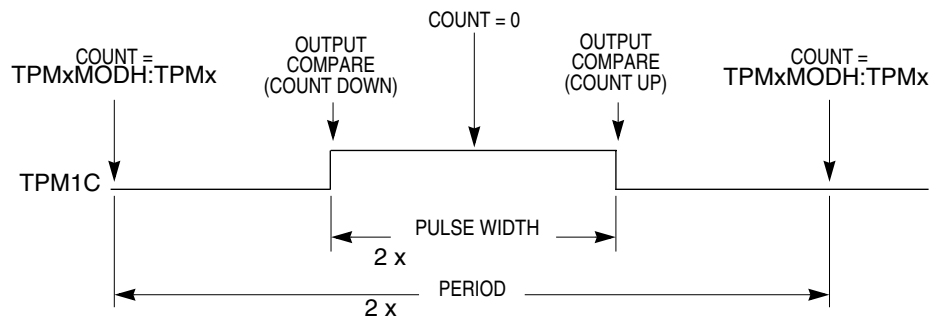 COUNT = 0
COUNT =
TPMxMODH:TPMx
OUTPUT
COMPARE
(COUNT DOWN)
OUTPUT
COMPARE
(COUNT UP)
COUNT =
TPMxMODH:TPMx
TPM1C
PULSE WIDTH
2 x
PERIOD
2 x